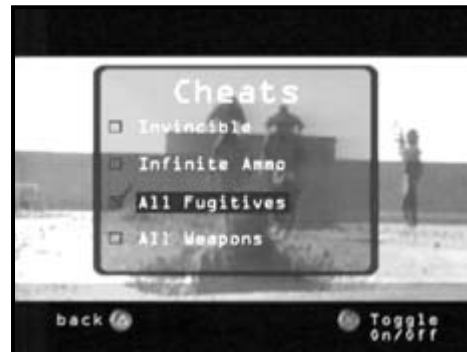 Cheats
Invincible
Infinite Ammo
All Fugitives
All Weapons
back
Toggle
On/Off